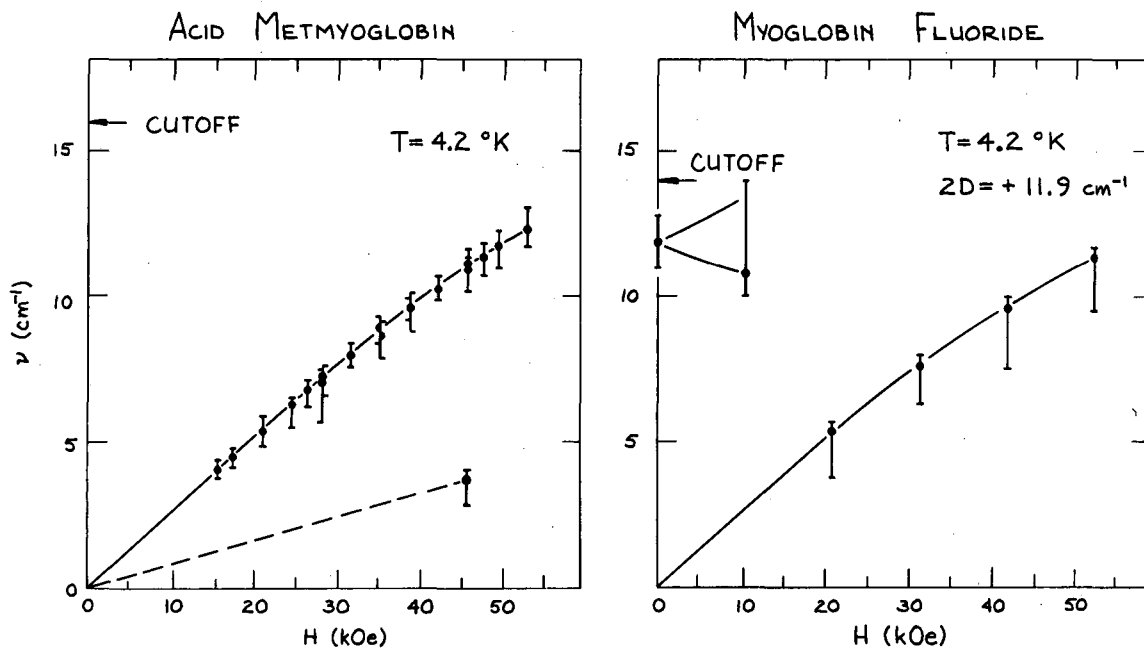 ACID METMYOGLOBIN
15
10
5
0
ν (cm⁻¹)
← CUTOFF
T= 4.2 °K
0 10 20 30 40 50
H (kOe)
MYOGLOBIN FLUORIDE
15
10
5
0
← CUTOFF
T= 4.2 °K
2D= + 11.9 cm⁻¹
0 10 20 30 40 50
H (kOe)